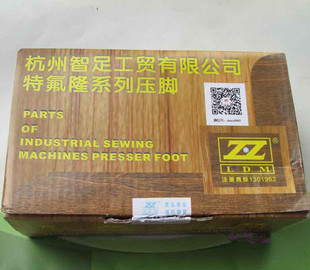 杭州智足工贸有限公司
特氟隆系列压脚
PARTS
OF
INDUSTRIAL SEWING
MACHINES PRESSER FOOT
ZZ
®
L D M
注册商标1301962